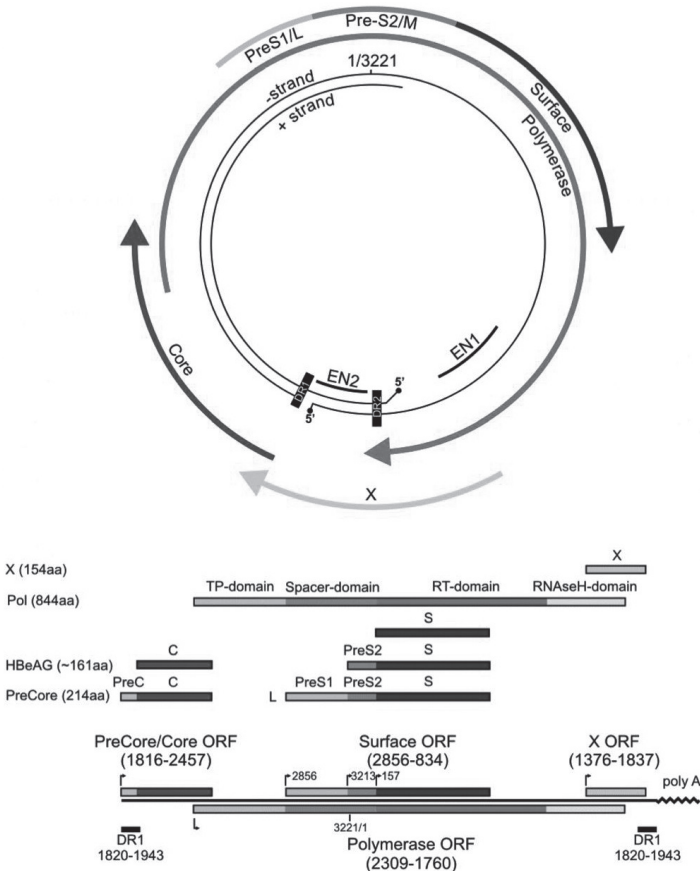 Pre-S2/M
PreS1/L
1/3221
-strand
+ strand
Surface
Polymerase
EN1
EN2
DR1
DR2
5'
5'
Core
X
X
X (154aa)
TP-domain Spacer-domain RT-domain RNAseH-domain
Pol (844aa)
S
C PreS2 S
HBeAG (~161aa)
PreC C PreS1 PreS2 S
PreCore (214aa) L
PreCore/Core ORF Surface ORF X ORF
(1816-2457) (2856-834) (1376-1837)
2856 3213 157 poly A
3221/1
DR1 Polymerase ORF DR1
1820-1943 (2309-1760) 1820-1943